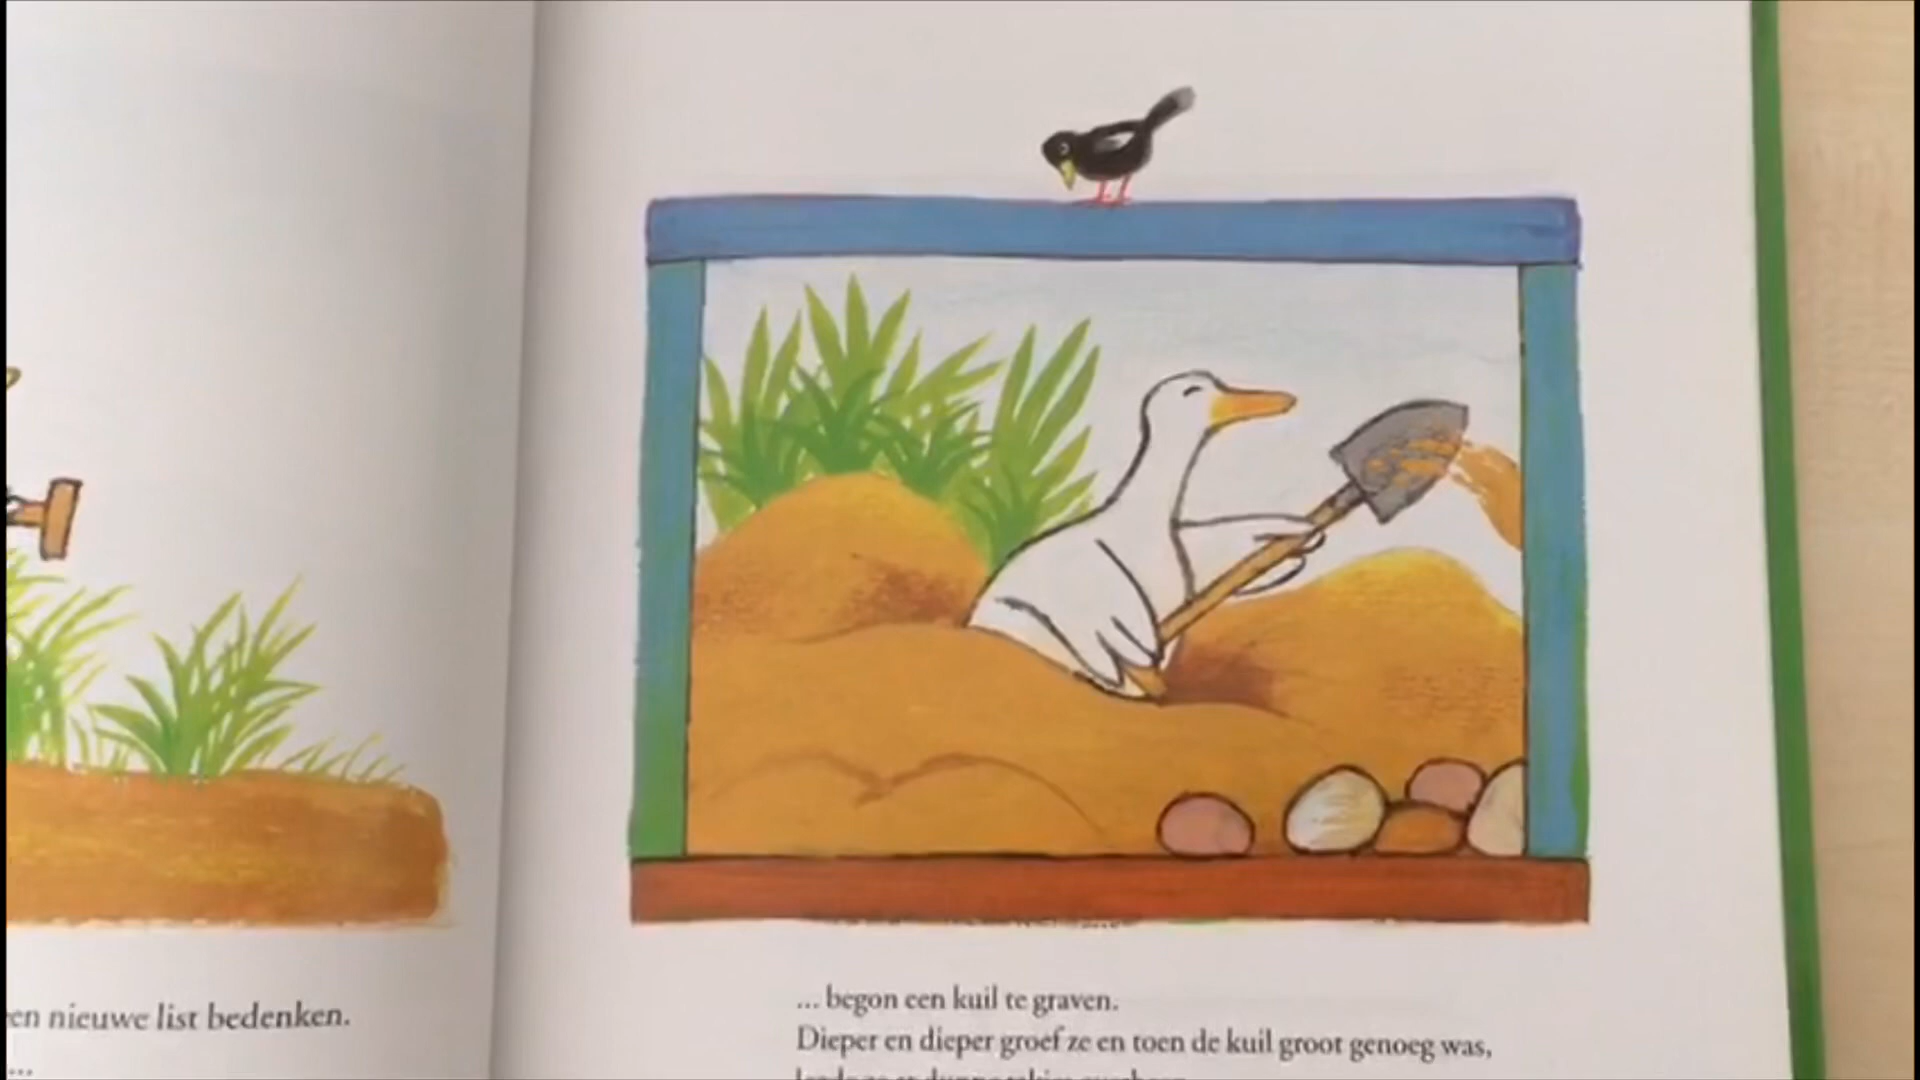 en nieuwe list bedenken.
...
... begon een kuil te graven.
Dieper en dieper groef ze en toen de kuil groot genoeg was,